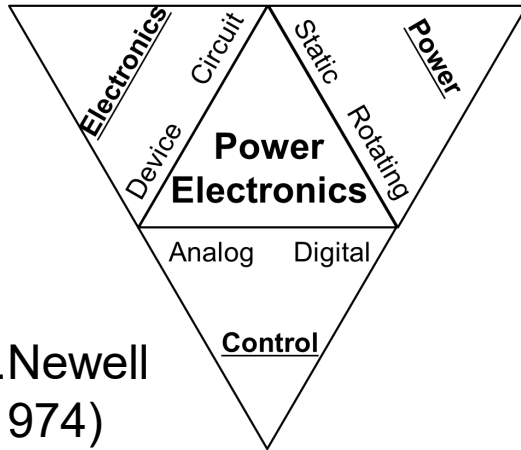 Electronics
Circuit
Device
Static
Rotating
Power
Power
Electronics
Analog Digital
Control
.Newell
974)